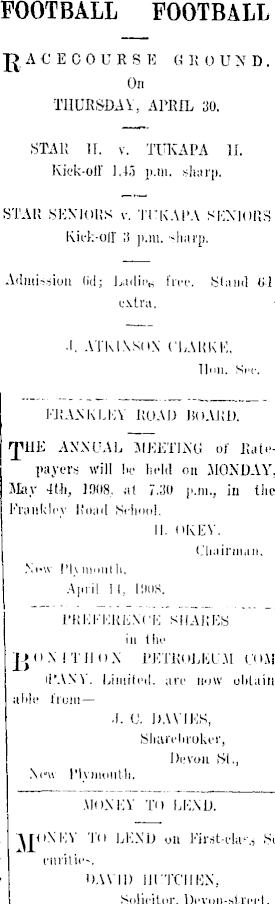 FOOTBALL FOOTBALL
RACECOURSE GROUND.
On
THURSDAY, APRIL 30.
STAR II. v. TUKAPA II.
Kick-off 1.45 p.m. sharp.
STAR SENIORS v. TUKAPA SENIORS
Kick-off 3 p.m. sharp.
Admission 6d; Ladies free. Stand 6d
extra.
J. ATKINSON CLARKE,
Hon. Sec.
FRANKLEY ROAD BOARD.
THE ANNUAL MEETING of Rate-
payers will be held on MONDAY,
May 4th, 1908, at 7.30 p.m., in the
Frankley Road School.
H. OKEY,
Chairman.
New Plymouth,
April 14, 1908.
PREFERENCE SHARES
in the
BONITHON PETROLEUM COM
PANY, Limited, are now obtain
able from—
J. C. DAVIES,
Sharebroker,
Devon St.,
New Plymouth.
MONEY TO LEND.
MONEY TO LEND on First-class Se
curities.
DAVID HUTCHEN,
Solicitor, Devon-street.